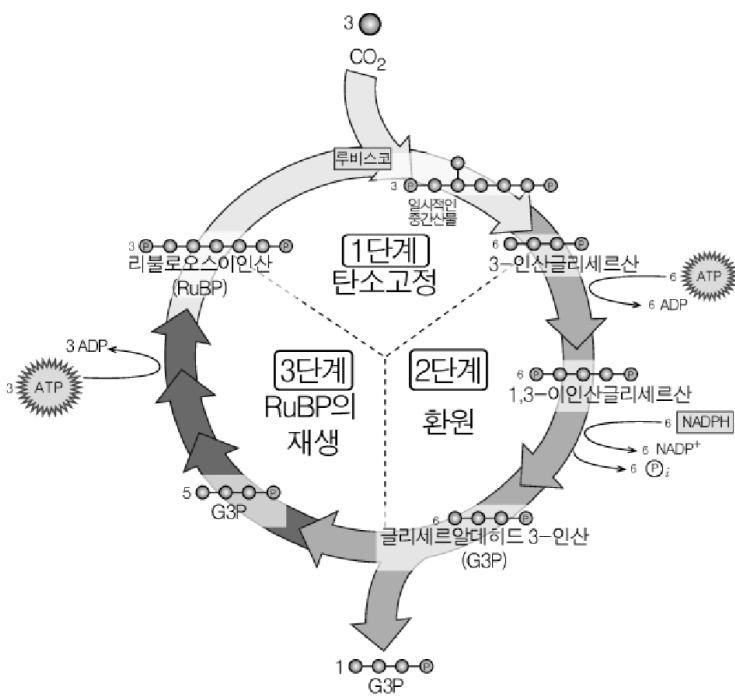 3
CO₂
루비스코
3 P P
일시적인
중간산물
3 P P
리불로오스이인산
(RuBP)
1단계
탄소고정
6 P
3-인산글리세르산
6 ATP
6 ADP
3 ADP
3 ATP
3단계
RuBP의
재생
2단계
환원
6 P P
1,3-이인산글리세르산
6 NADPH
6 NADP⁺
6 P i
5 P
G3P
6 P
글리세르알데히드 3-인산
(G3P)
1 P
G3P